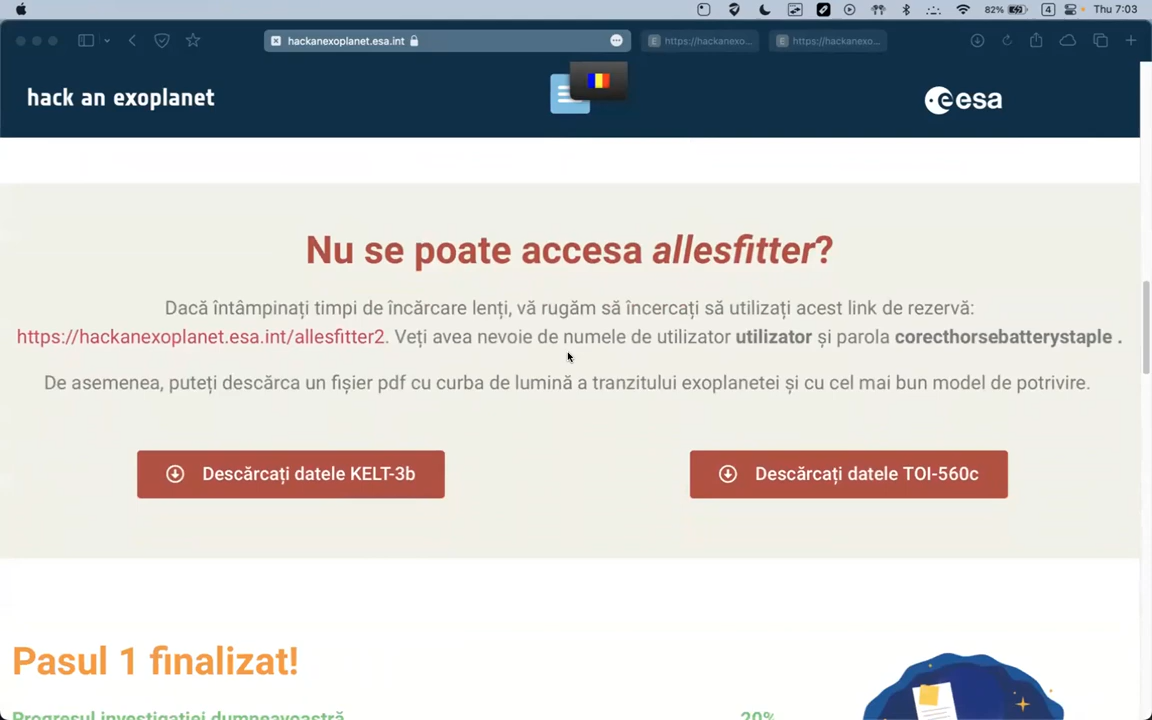 82%
4
Thu 7:03
hackanexoplanet.esa.int
https://hackanexo...
https://hackanexo...
hack an exoplanet
esa
Nu se poate accesa allesfitter?
Dacă întâmpinați timpi de încărcare lenți, vă rugăm să încercați să utilizați acest link de rezervă:
https://hackanexoplanet.esa.int/allesfitter2. Veți avea nevoie de numele de utilizator utilizator și parola corecthorsebatterystaple .
De asemenea, puteți descărca un fișier pdf cu curba de lumină a tranzitului exoplanetei și cu cel mai bun model de potrivire.
Descărcați datele KELT-3b
Descărcați datele TOI-560c
Pasul 1 finalizat!
Progresul investigației dumneavoastră
20%